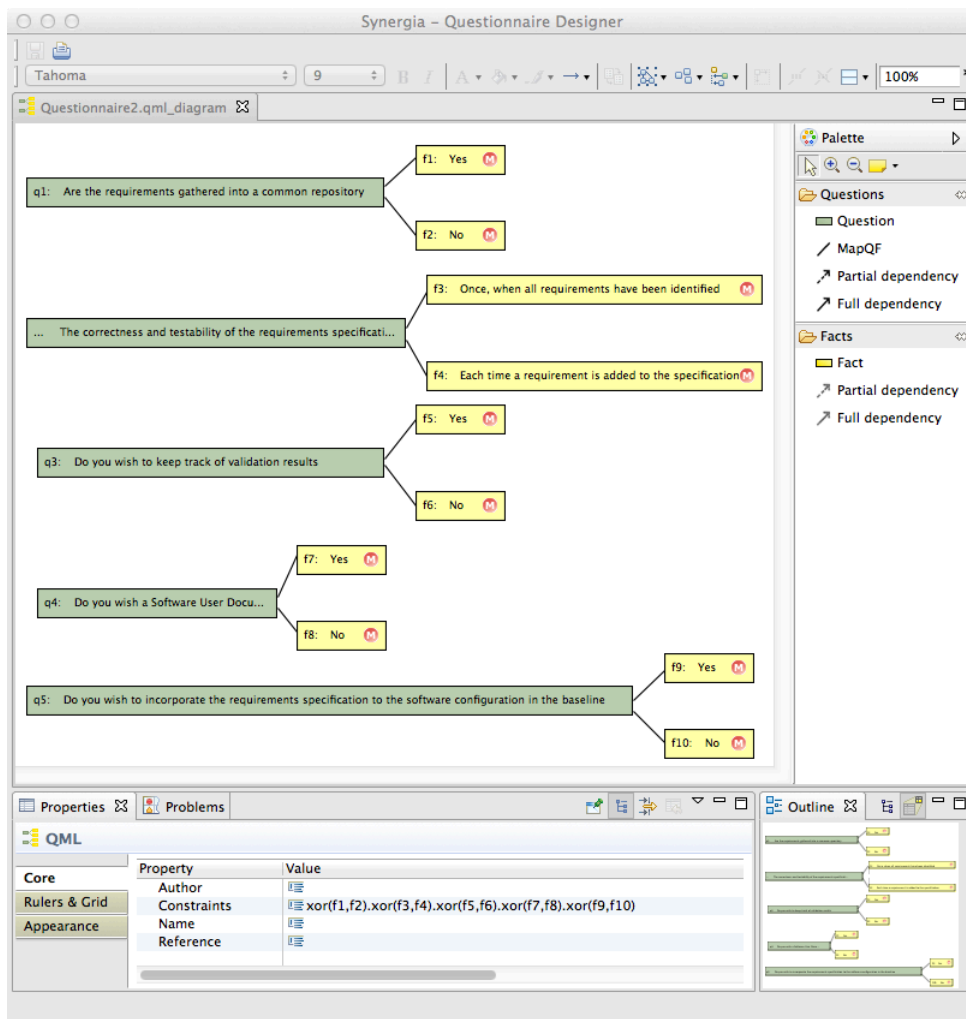 Synergia – Questionnaire Designer
Tahoma 9 B I A 100%
Questionnaire2.qml_diagram
f1: Yes M
q1: Are the requirements gathered into a common repository
f2: No M
f3: Once, when all requirements have been identified M
... The correctness and testability of the requirements specificati...
f4: Each time a requirement is added to the specification M
f5: Yes M
q3: Do you wish to keep track of validation results
f6: No M
f7: Yes M
q4: Do you wish a Software User Docu...
f8: No M
f9: Yes M
q5: Do you wish to incorporate the requirements specification to the software configuration in the baseline
f10: No M
Palette
Questions
Question
MapQF
Partial dependency
Full dependency
Facts
Fact
Partial dependency
Full dependency
Properties Problems
QML
Core
Rulers & Grid
Appearance
Property Value
Author
Constraints xor(f1,f2).xor(f3,f4).xor(f5,f6).xor(f7,f8).xor(f9,f10)
Name
Reference
Outline